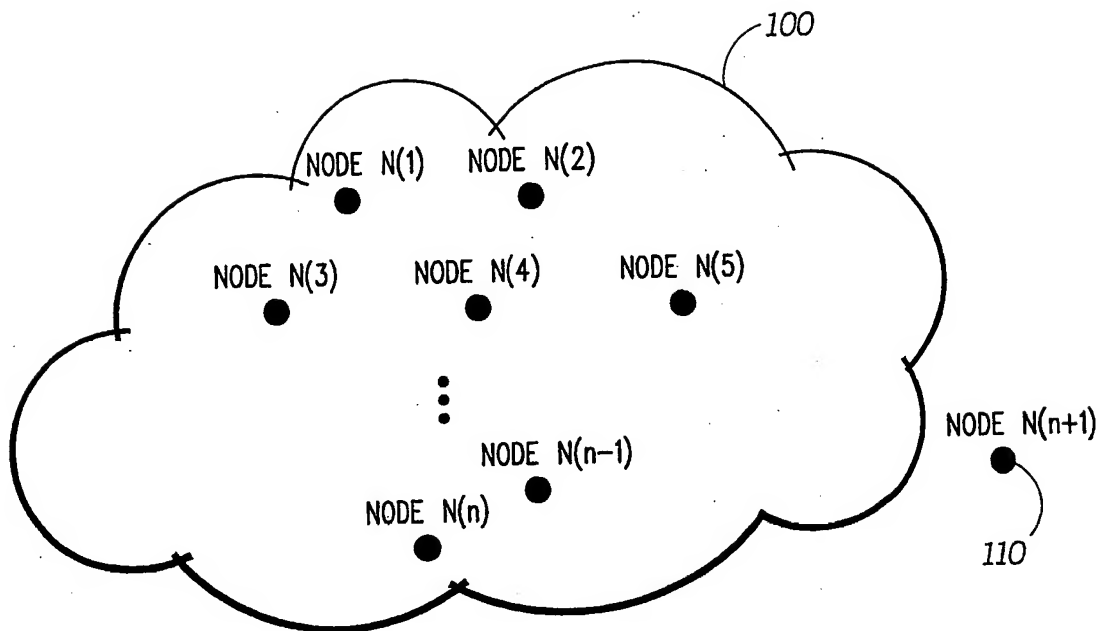 100
NODE N(1)
NODE N(2)
NODE N(3)
NODE N(4)
NODE N(5)
NODE N(n-1)
NODE N(n)
NODE N(n+1)
110